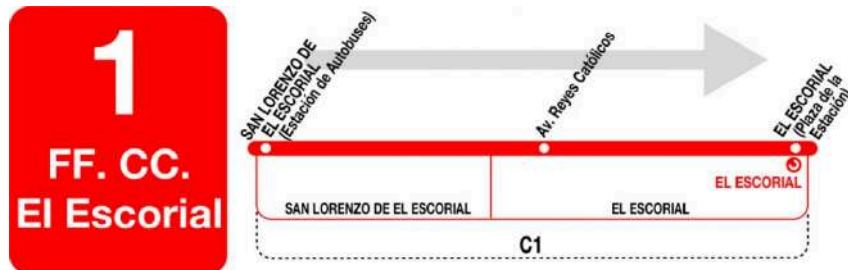 1
FF. CC.
El Escorial
SAN LORENZO DE
EL ESCORIAL
(Estación de Autobuses)
Av. Reyes Católicos
EL ESCORIAL
(Plaza de la
Estación)
EL ESCORIAL
SAN LORENZO DE EL ESCORIAL
EL ESCORIAL
C1